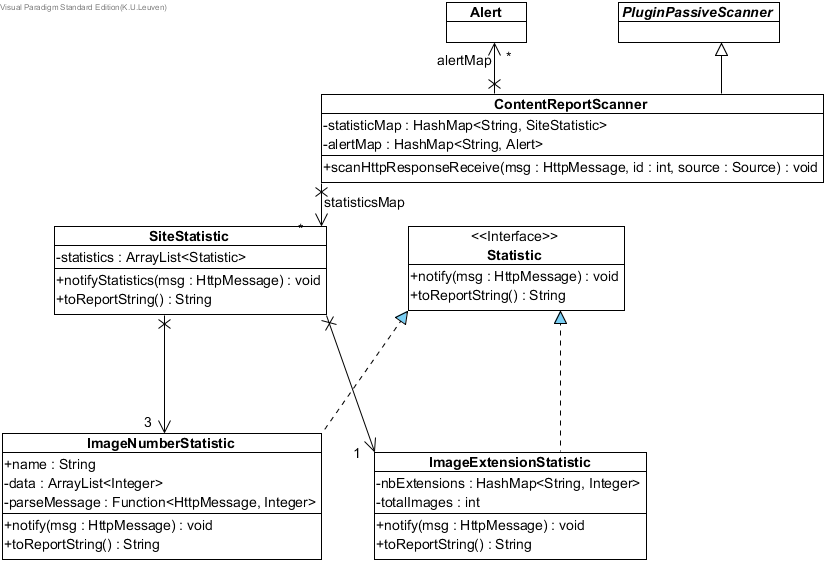 Visual Paradigm Standard Edition(K.U.Leuven)
Alert
PluginPassiveScanner
alertMap
*
ContentReportScanner
-statisticMap : HashMap<String, SiteStatistic>
-alertMap : HashMap<String, Alert>
+scanHttpResponseReceive(msg : HttpMessage, id : int, source : Source) : void
statisticsMap
*
SiteStatistic
-statistics : ArrayList<Statistic>
+notifyStatistics(msg : HttpMessage) : void
+toReportString() : String
<<Interface>>
Statistic
+notify(msg : HttpMessage) : void
+toReportString() : String
3
1
ImageNumberStatistic
+name : String
-data : ArrayList<Integer>
-parseMessage : Function<HttpMessage, Integer>
+notify(msg : HttpMessage) : void
+toReportString() : String
ImageExtensionStatistic
-nbExtensions : HashMap<String, Integer>
-totalImages : int
+notify(msg : HttpMessage) : void
+toReportString() : String